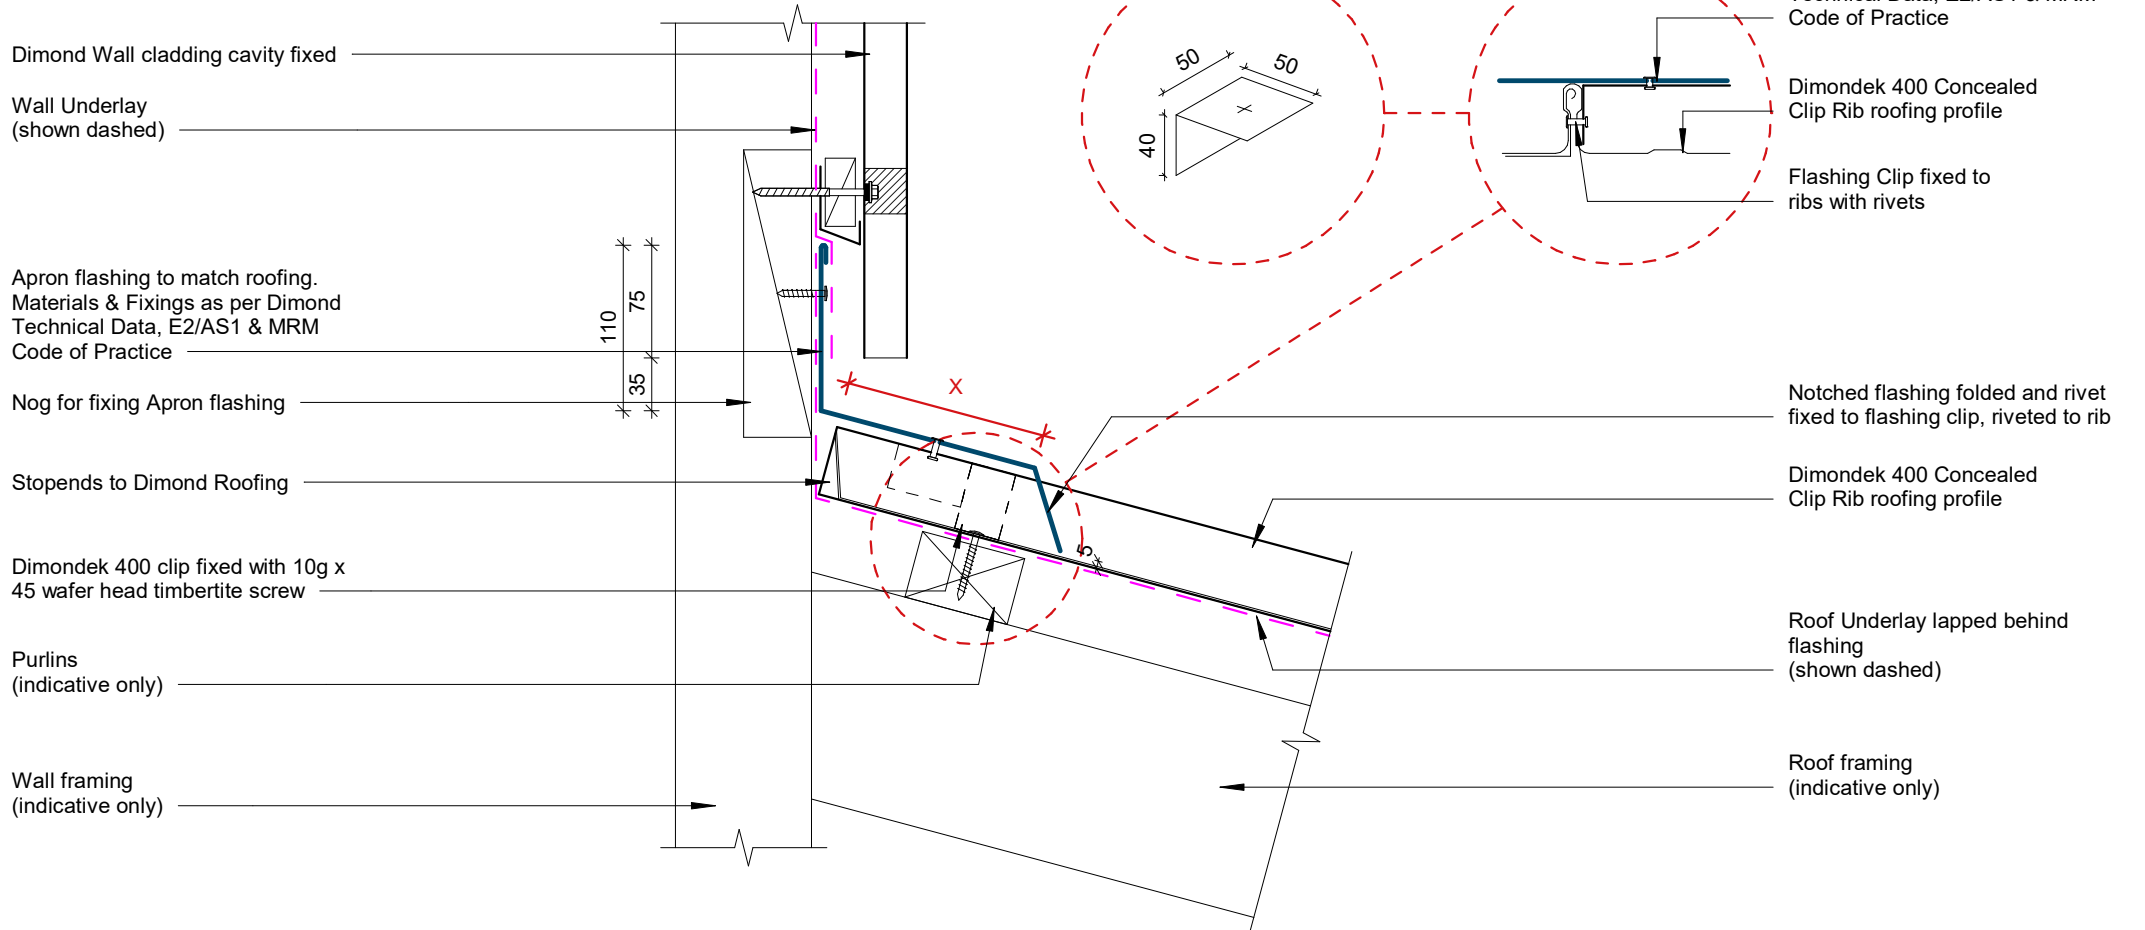 Dimond Wall cladding cavity fixed
Wall Underlay
(shown dashed)
Apron flashing to match roofing.
Materials & Fixings as per Dimond
Technical Data, E2/AS1 & MRM
Code of Practice
Nog for fixing Apron flashing
Stopends to Dimond Roofing
Dimondek 400 clip fixed with 10g x
45 wafer head timbertite screw
Purlins
(indicative only)
Wall framing
(indicative only)
110
75
35
X
5
50
50
40
Technical Data, E2/AS1 & MRM
Code of Practice
Dimondek 400 Concealed
Clip Rib roofing profile
Flashing Clip fixed to
ribs with rivets
Notched flashing folded and rivet
fixed to flashing clip, riveted to rib
Dimondek 400 Concealed
Clip Rib roofing profile
Roof Underlay lapped behind
flashing
(shown dashed)
Roof framing
(indicative only)